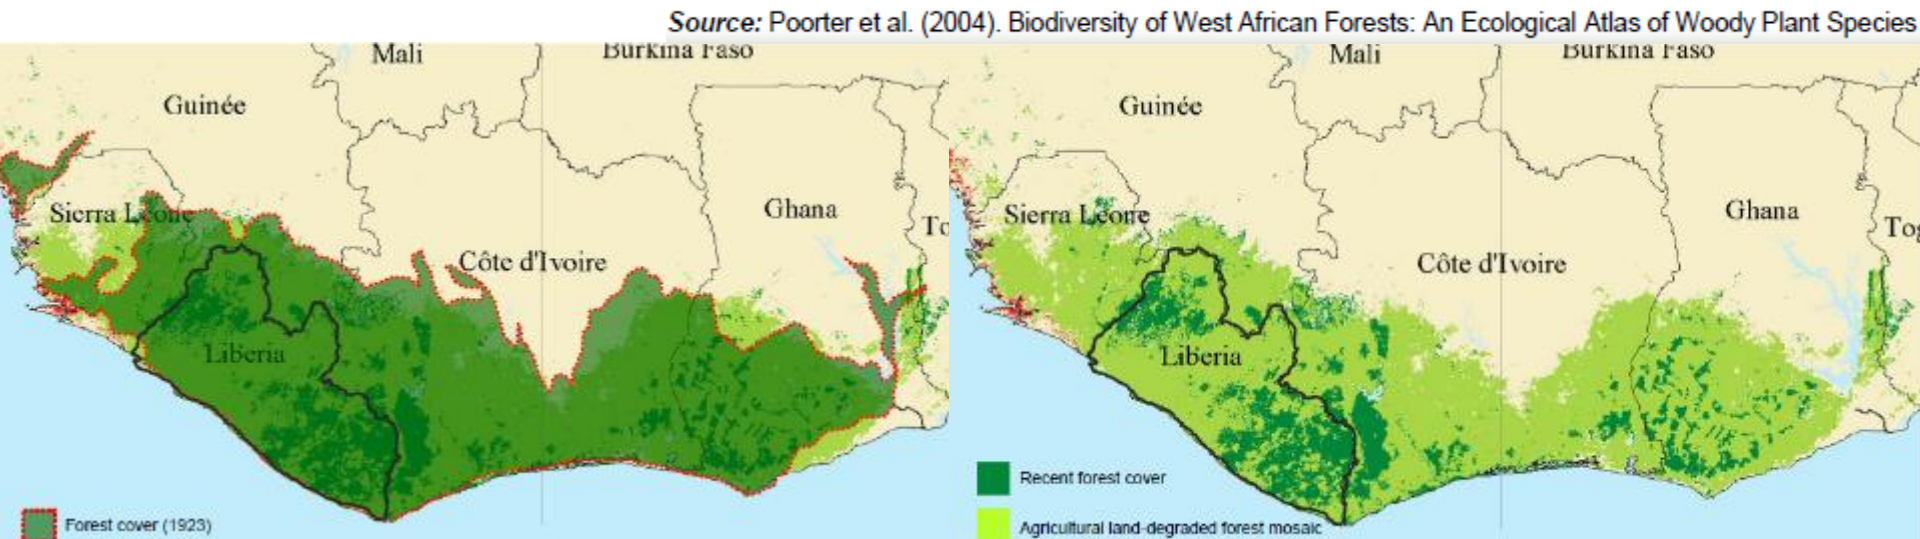 Source: Poorter et al. (2004). Biodiversity of West African Forests: An Ecological Atlas of Woody Plant Species
Mali
Burkina Faso
Guinée
Sierra Leone
Ghana
To
Côte d'Ivoire
Liberia
Forest cover (1923)
Mali
Burkina Faso
Guinée
Sierra Leone
Ghana
Tog
Côte d'Ivoire
Liberia
Recent forest cover
Agricultural land-degraded forest mosaic